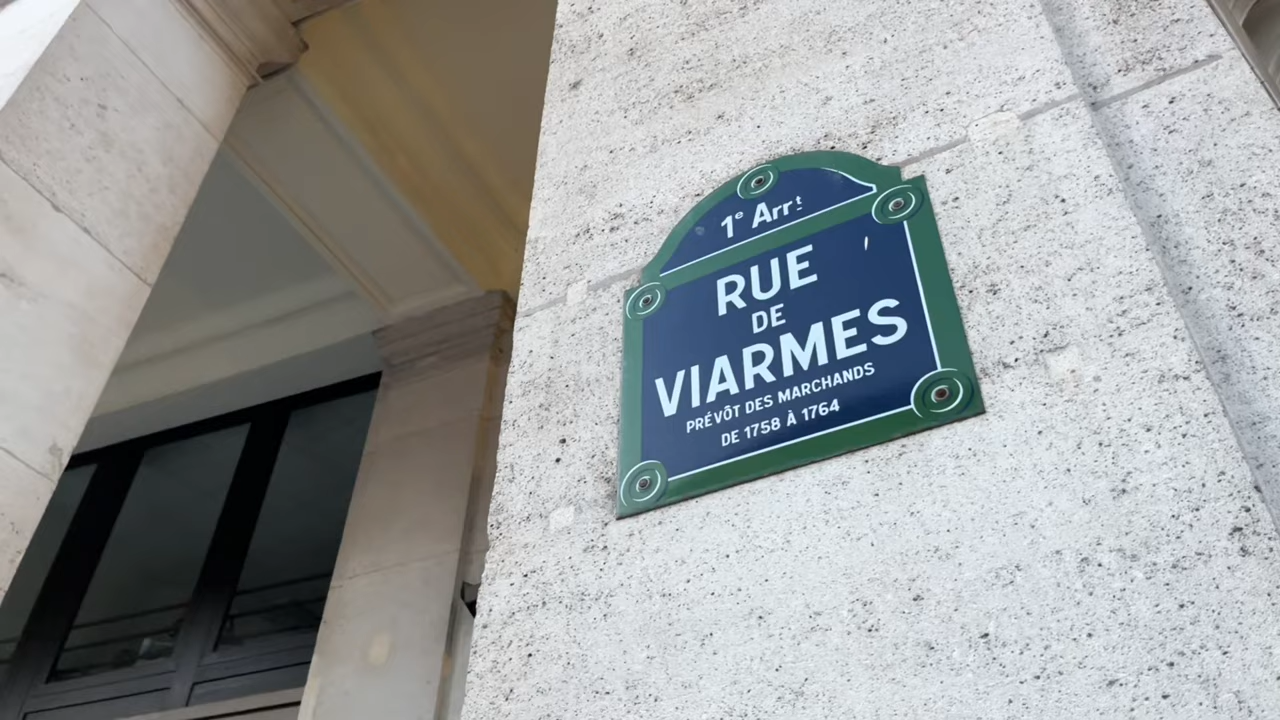 1e Arrt
RUE
DE
VIARMES
PRÉVÔT DES MARCHANDS
DE 1758 À 1764